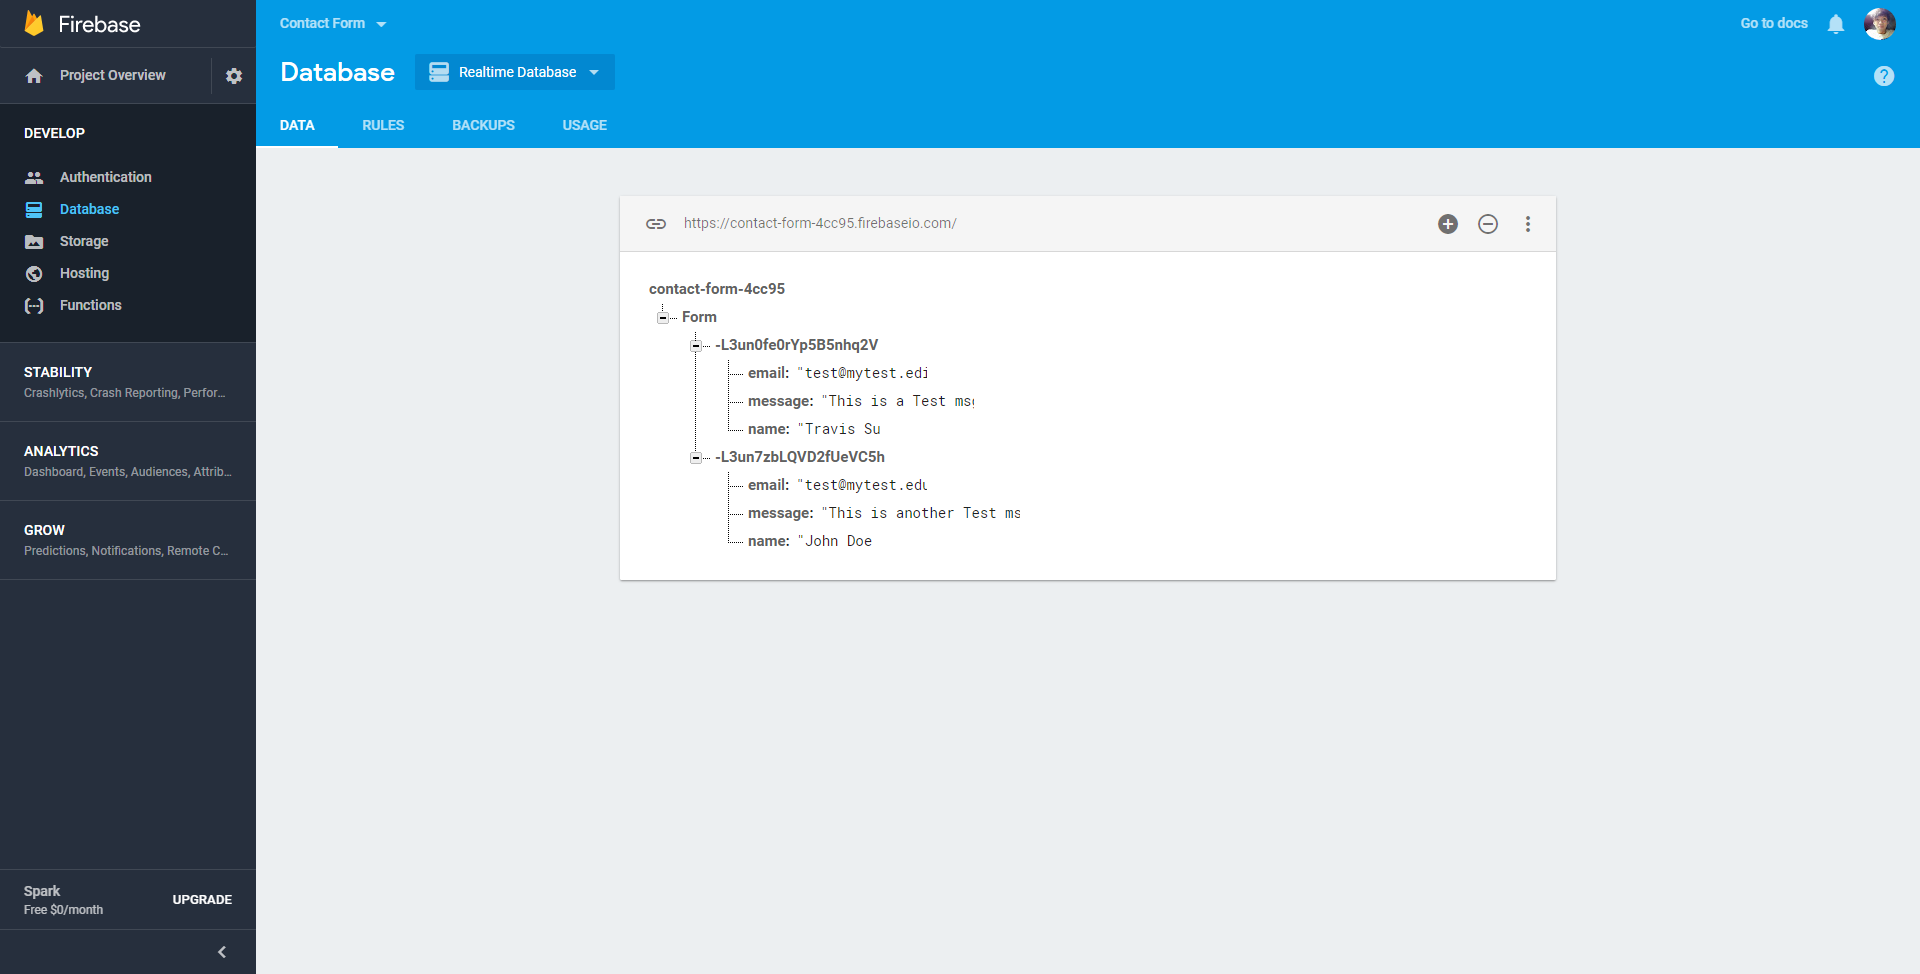 Firebase
Project Overview
DEVELOP
Authentication
Database
Storage
Hosting
Functions
STABILITY
Crashlytics, Crash Reporting, Perfor...
ANALYTICS
Dashboard, Events, Audiences, Attrib...
GROW
Predictions, Notifications, Remote C...
Spark
Free $0/month
UPGRADE
Contact Form
Go to docs
Database
Realtime Database
DATA RULES BACKUPS USAGE
https://contact-form-4cc95.firebaseio.com/
contact-form-4cc95
Form
-L3un0fe0rYp5B5nhq2V
email: "test@mytest.edi
message: "This is a Test msg
name: "Travis Su
-L3un7zbLQVD2fUeVC5h
email: "test@mytest.edu
message: "This is another Test ms
name: "John Doe